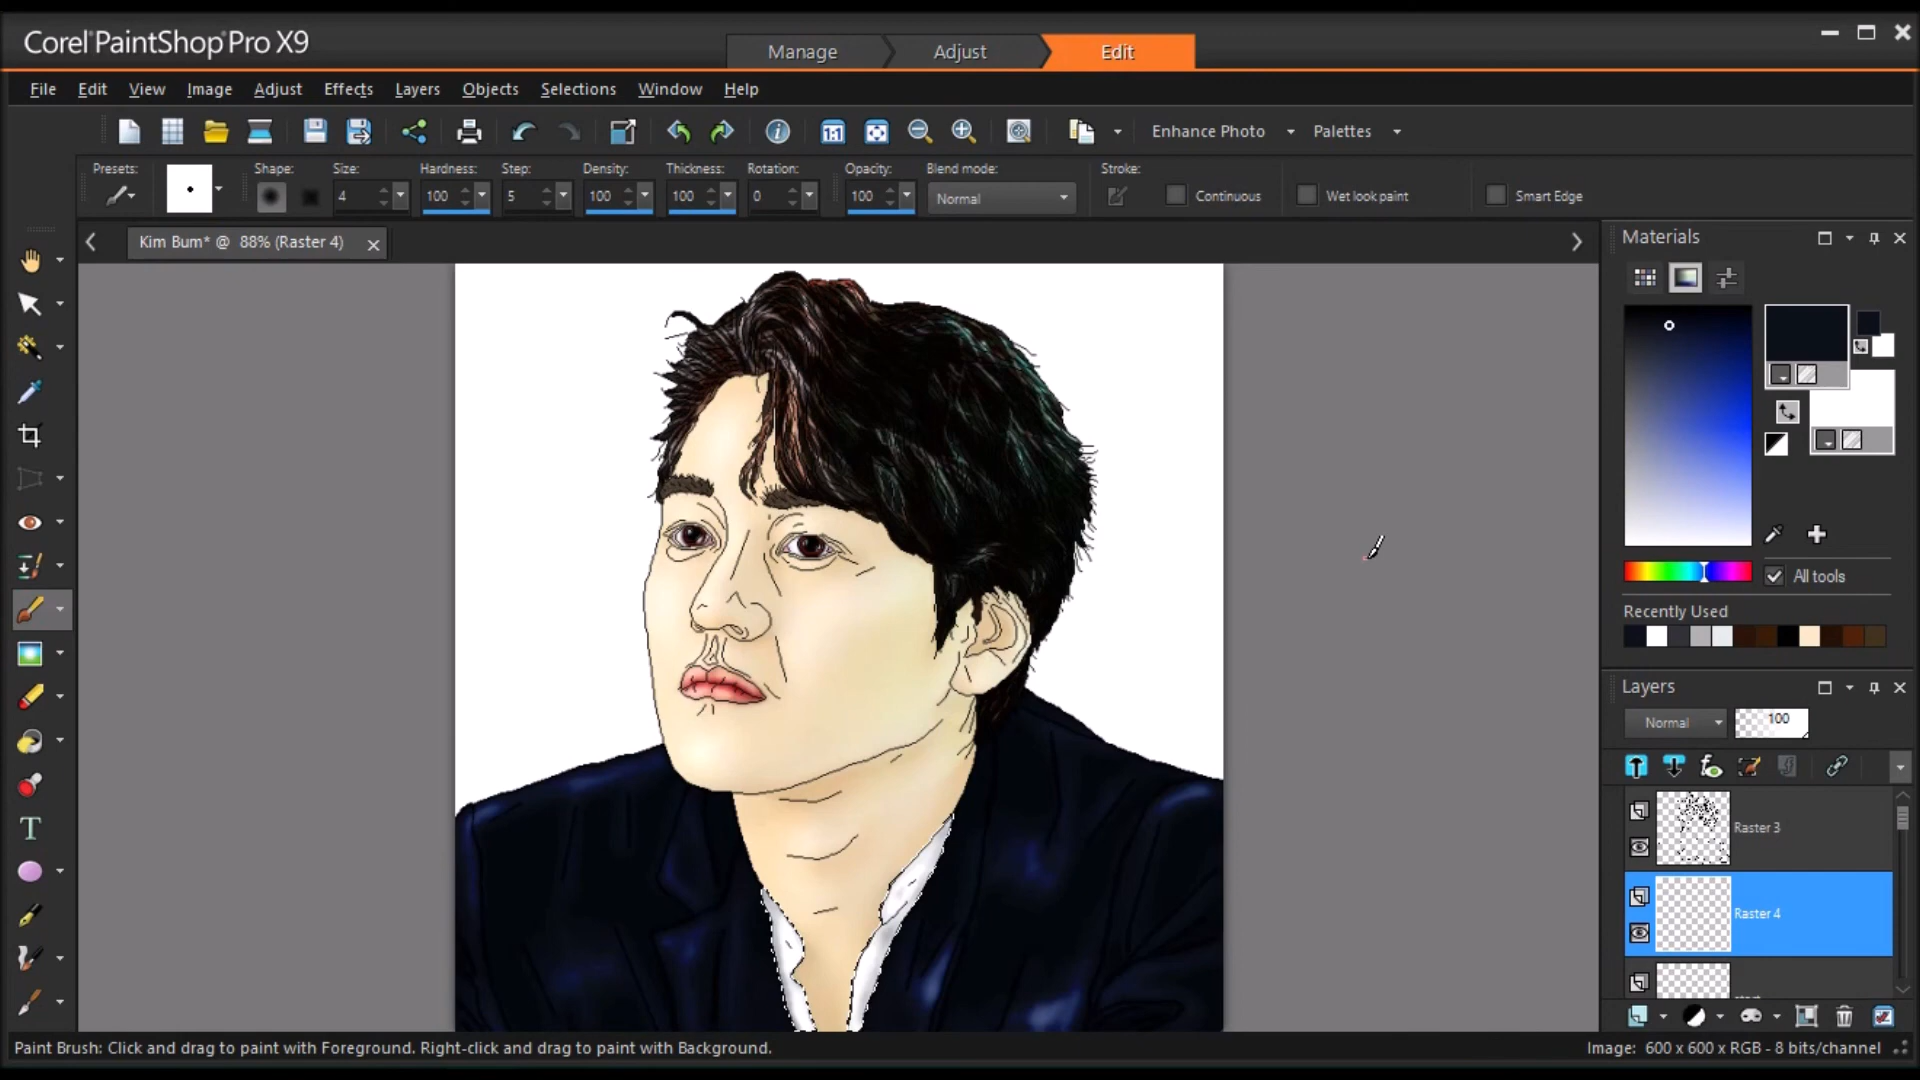 Corel PaintShop Pro X9
Manage Adjust Edit
File Edit View Image Adjust Effects Layers Objects Selections Window Help
1:1 Enhance Photo Palettes
Presets: Shape: Size: Hardness: Step: Density: Thickness: Rotation: Opacity: Blend mode: Stroke:
4 100 5 100 100 0 100 Normal Continuous Wet look paint Smart Edge
Kim Bum* @ 88% (Raster 4)
Materials
All tools
Recently Used
Layers
Normal 100
Raster 3
Raster 4
Paint Brush: Click and drag to paint with Foreground. Right-click and drag to paint with Background.
Image: 600 x 600 x RGB - 8 bits/channel